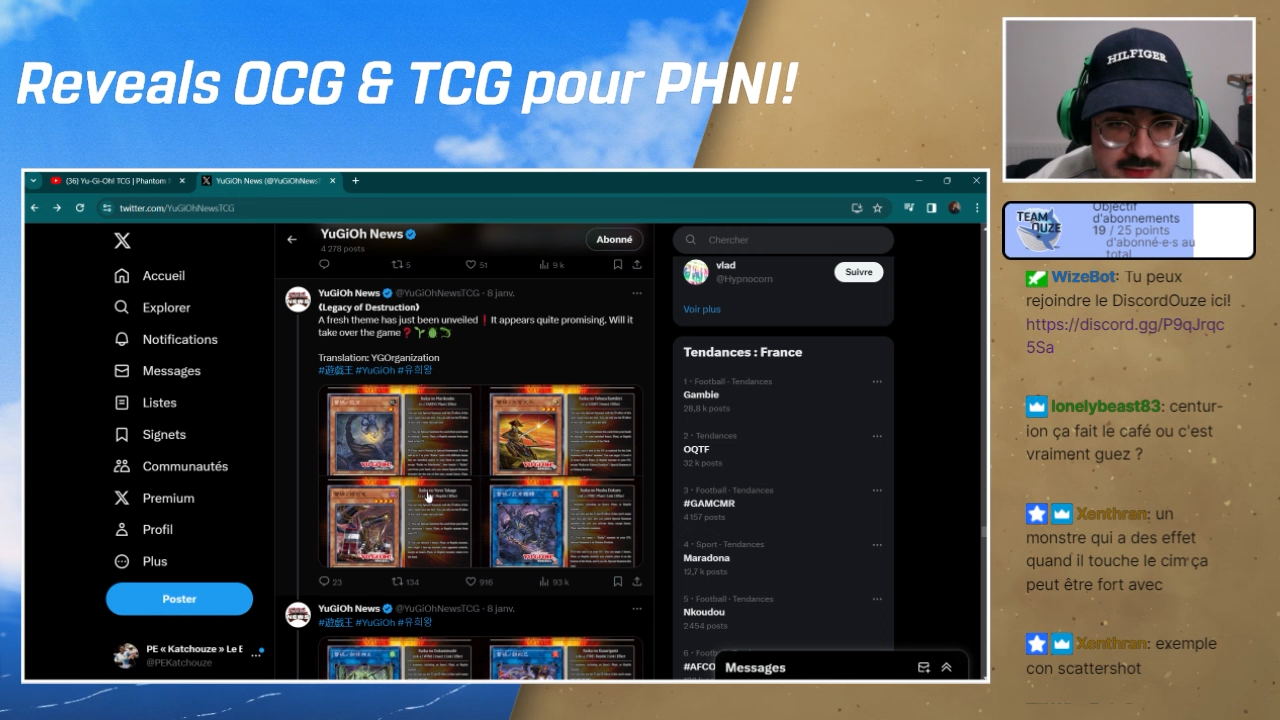 Reveals OCG & TCG pour PHNI!
HILFIGER
(36) Yu-Gi-Oh! TCG | Phantom
YuGiOh News (@YuGiOhNewsT
twitter.com/YuGiOhNewsTCG
YuGiOh News
4 278 posts
Abonné
5
51
9 k
Accueil
Explorer
Notifications
Messages
Listes
Signets
Communautés
Premium
Profil
Plus
Poster
PE « Katchouze » Le E
@PEKatchouze
YuGiOh News @YuGiOhNewsTCG · 8 janv.
《Legacy of Destruction》
A fresh theme has just been unveiled❗It appears quite promising. Will it
take over the game❓
Translation: YGOrganization
#遊戯王 #YuGiOh #유희왕
23
134
916
93 k
YuGiOh News @YuGiOhNewsTCG · 8 janv.
#遊戯王 #YuGiOh #유희왕
Chercher
vlad
@Hypnocorn
Suivre
Voir plus
Tendances : France
1 · Football · Tendances
Gambie
28,8 k posts
2 · Tendances
OQTF
32 k posts
3 · Football · Tendances
#GAMCMR
4 157 posts
4 · Sport · Tendances
Maradona
12,7 k posts
5 · Football · Tendances
Nkoudou
2 454 posts
#AFCO
Messages
TEAM
OUZE
Objectif
d'abonnements
19 / 25 points
d'abonné·e·s au
total
WizeBot: Tu peux
rejoindre le DiscordOuze ici!
https://discord.gg/P9qJrqc
5Sa
lonelybeast83: centur-
ion ça fait le café ou c'est
vraiment guez ?
Xenthran: un
monstre qui a des effet
quand il touche le cim ça
peut être fort avec
Xenthran: exemple
con scattershot